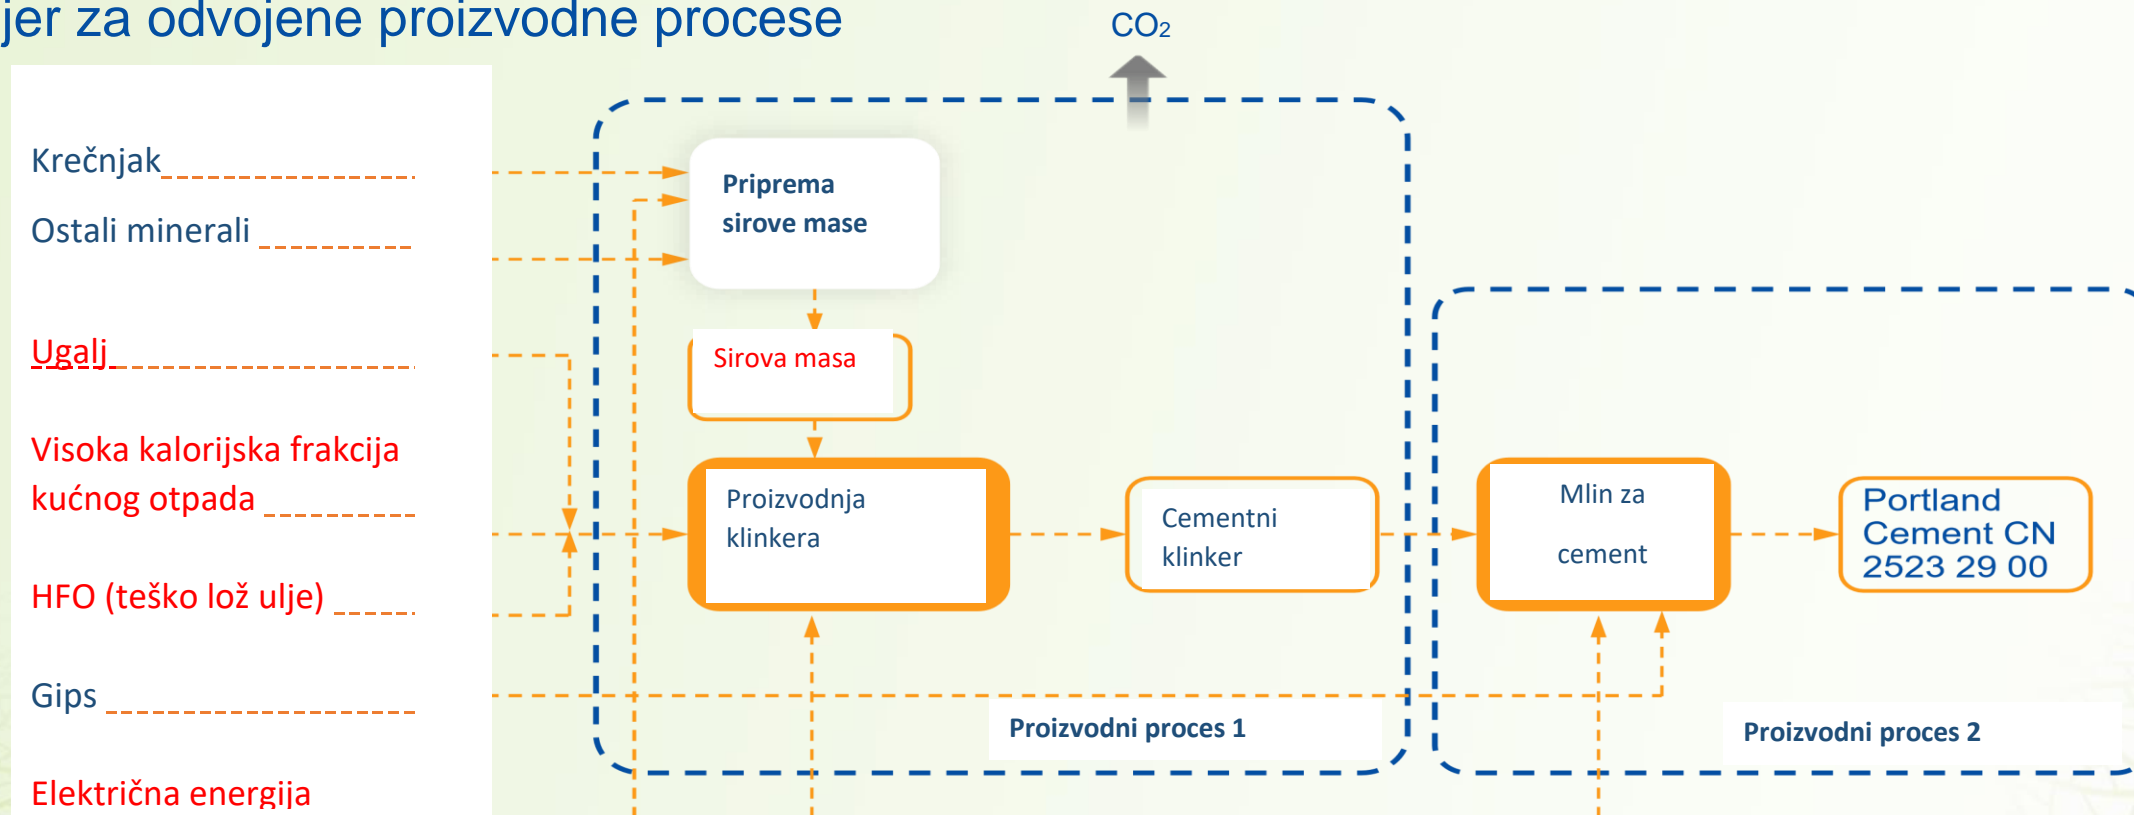 jer za odvojene proizvodne procese
CO₂
Krečnjak
Ostali minerali
Ugalj
Visoka kalorijska frakcija
kućnog otpada
HFO (teško lož ulje)
Gips
Električna energija
Priprema
sirove mase
Sirova masa
Proizvodnja
klinkera
Cementni
klinker
Mlin za
cement
Portland
Cement CN
2523 29 00
Proizvodni proces 1
Proizvodni proces 2